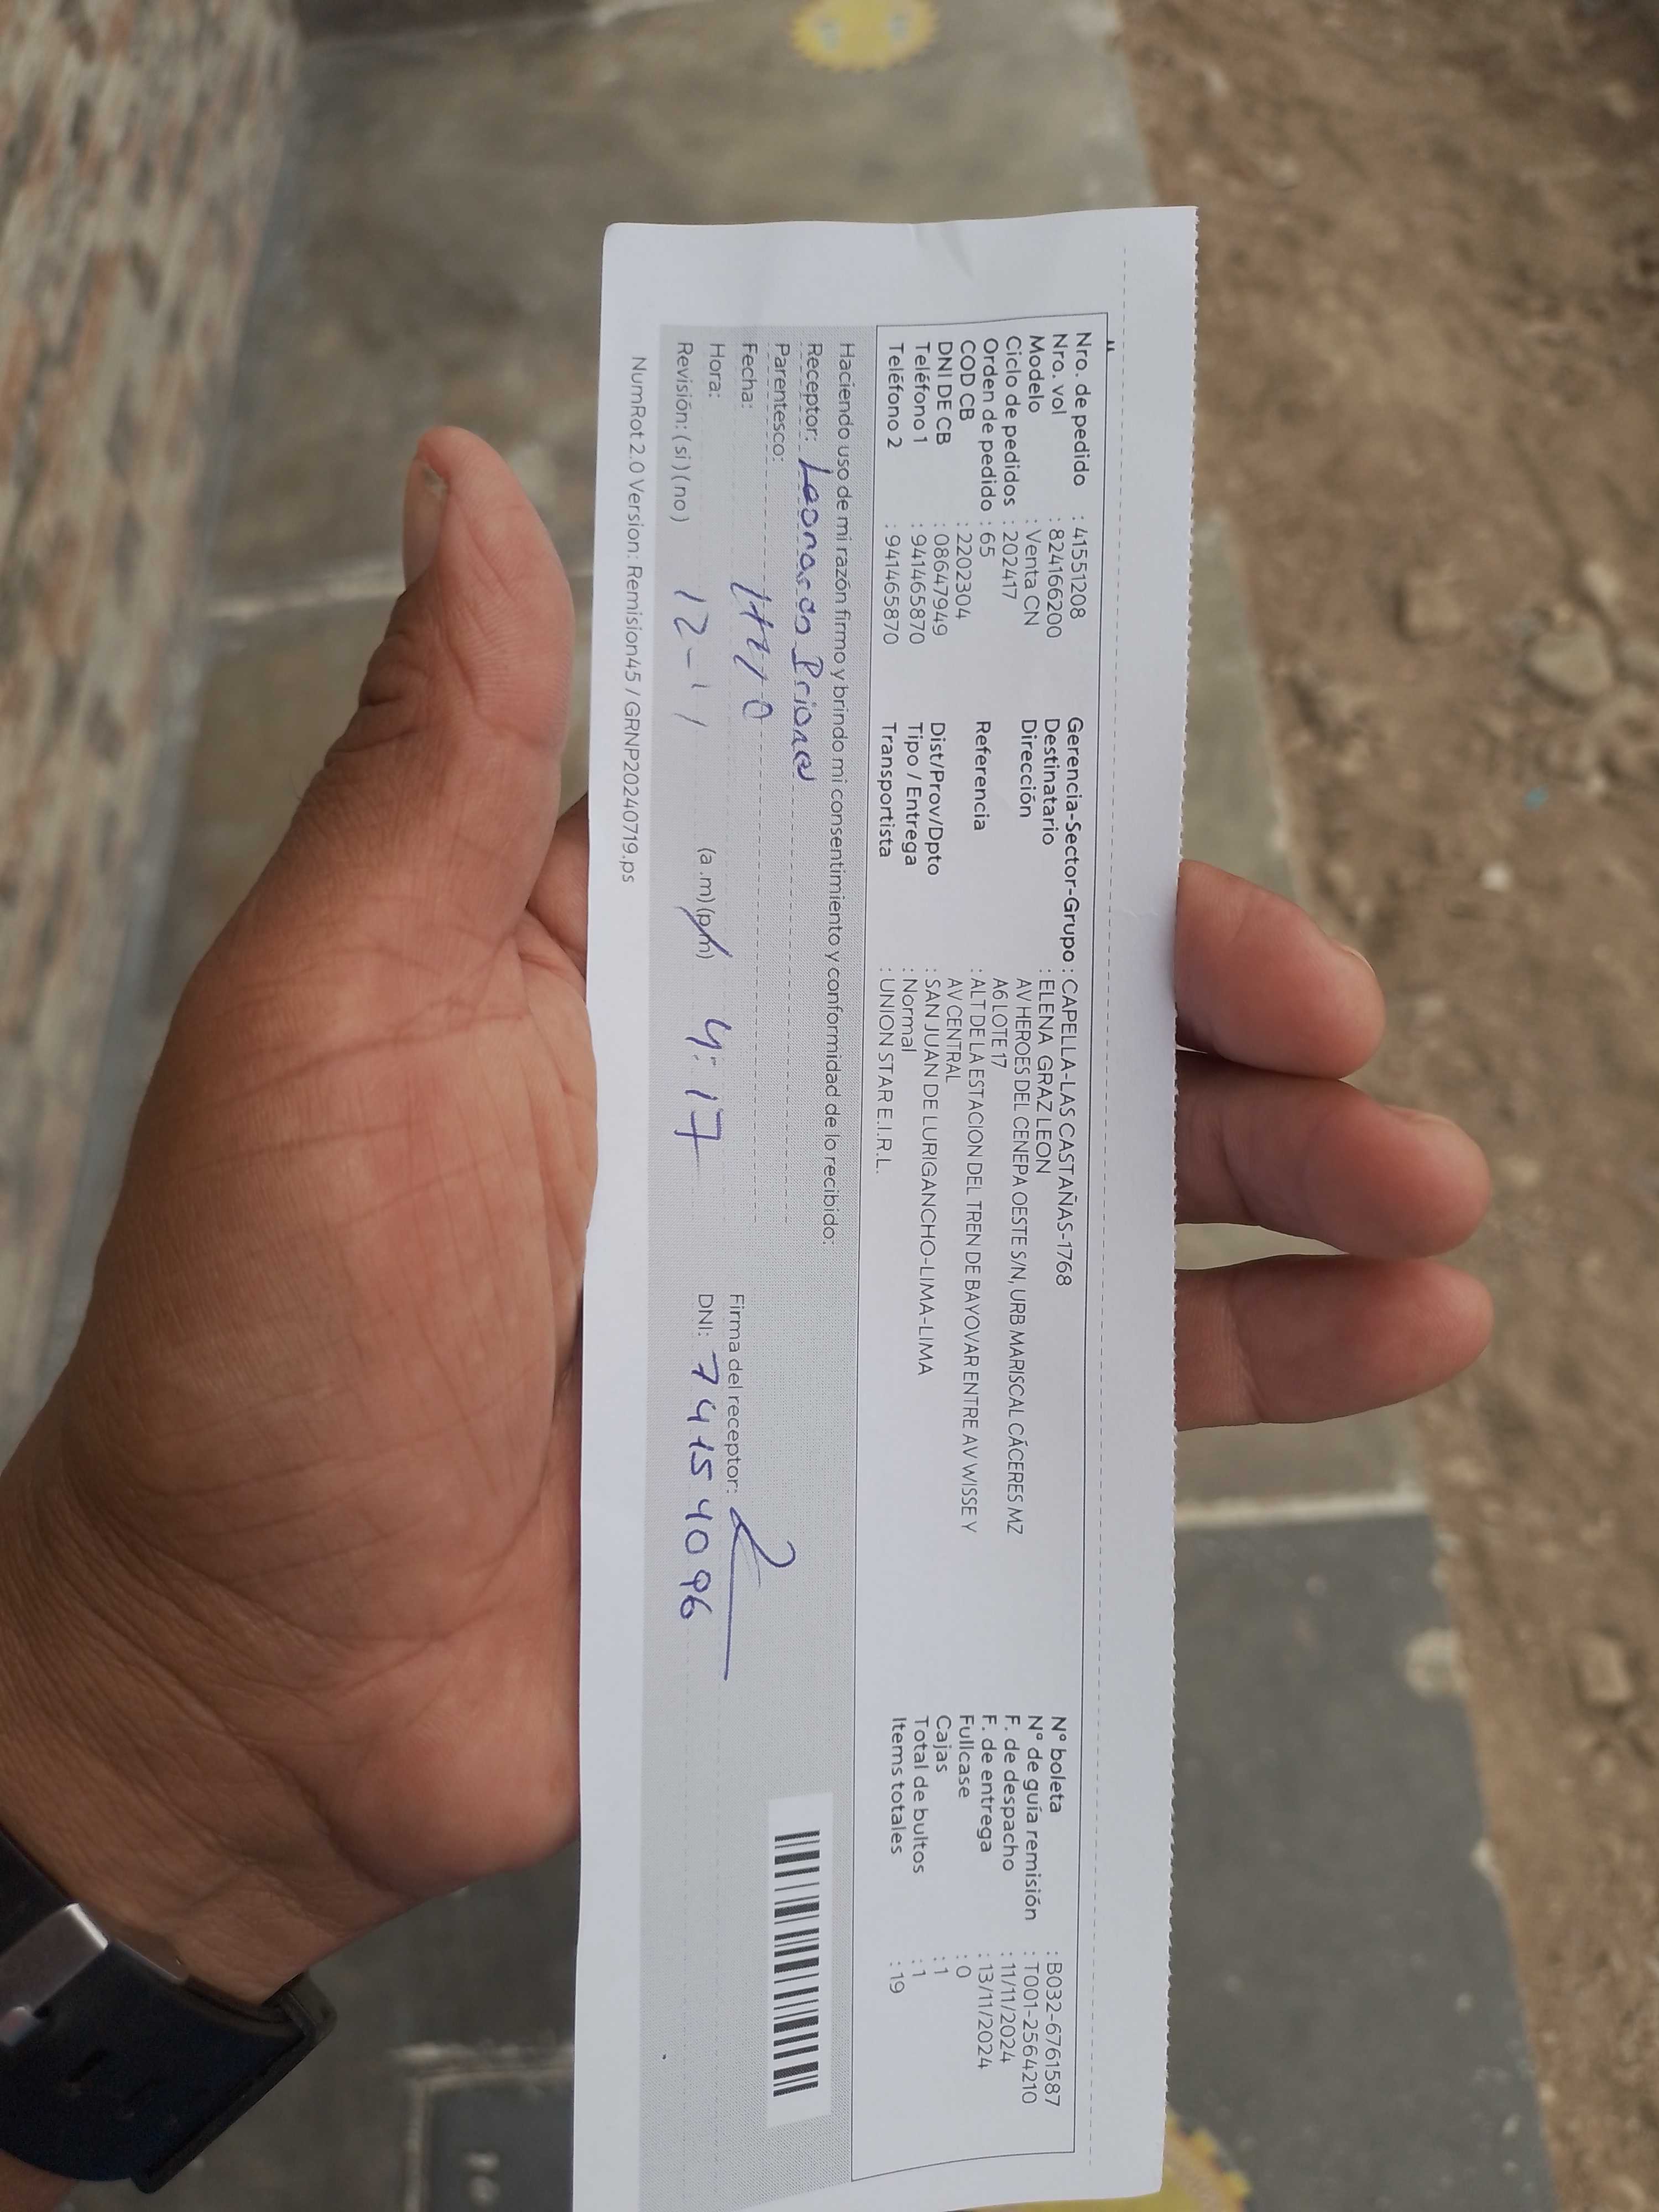 Nro. de pedido : 41551208
Nro. vol : 824166200
Modelo : Venta CN
Ciclo de pedidos : 202417
Orden de pedido : 65
COD CB : 2202304
DNI DE CB : 08647949
Teléfono 1 : 941465870
Teléfono 2 : 941465870
Gerencia-Sector-Grupo : CAPELLA-LAS CASTAÑAS-1768
Destinatario : ELENA GRAZ LEON
Dirección AV HEROES DEL CENEPA OESTE S/N, URB MARISCAL CÁCERES MZ
A6 LOTE 17
Referencia : ALT DE LA ESTACION DEL TREN DE BAYOVAR ENTRE AV WISSE Y
AV CENTRAL
Dist/Prov/Dpto : SAN JUAN DE LURIGANCHO-LIMA-LIMA
Tipo / Entrega : Normal
Transportista : UNION STAR E.I.R.L.
N° boleta : B032-6761587
N° de guía remisión : T001-2564210
F. de despacho : 11/11/2024
F. de entrega : 13/11/2024
Fullcase : 0
Cajas : 1
Total de bultos : 1
Items totales : 19
Haciendo uso de mi razón firmo y brindo mi consentimiento y conformidad de lo recibido:
Receptor: Leonardo
Parentesco:
Fecha:
Hora: 12-11 (a.m)(pm) 4:17
Revisión: (si) (no)
Firma del receptor:
DNI: 74154096
NumRot 2.0 Version: Remision45 / GRNP20240719.ps